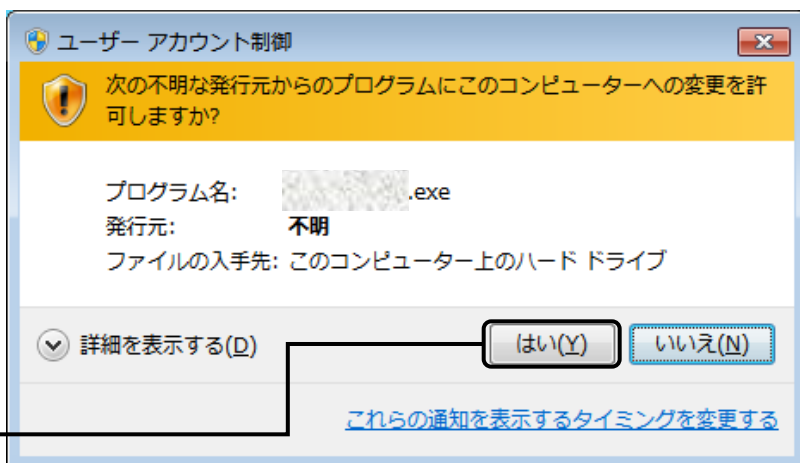 ユーザー アカウント制御
次の不明な発行元からのプログラムにこのコンピューターへの変更を許
可しますか?
プログラム名: .exe
発行元: 不明
ファイルの入手先: このコンピューター上のハード ドライブ
詳細を表示する(D) はい(Y) いいえ(N)
これらの通知を表示するタイミングを変更する